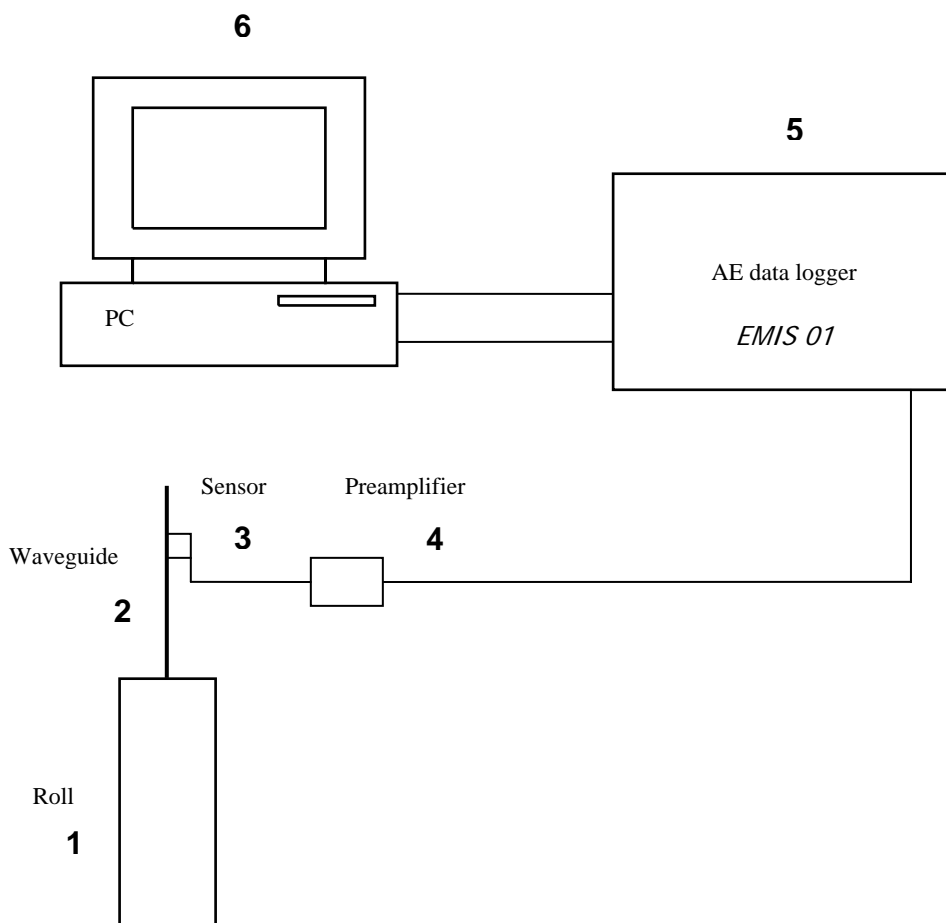 6
5
AE data logger
PC
EMIS 01
Sensor
Preamplifier
3
4
Waveguide
2
Roll
1